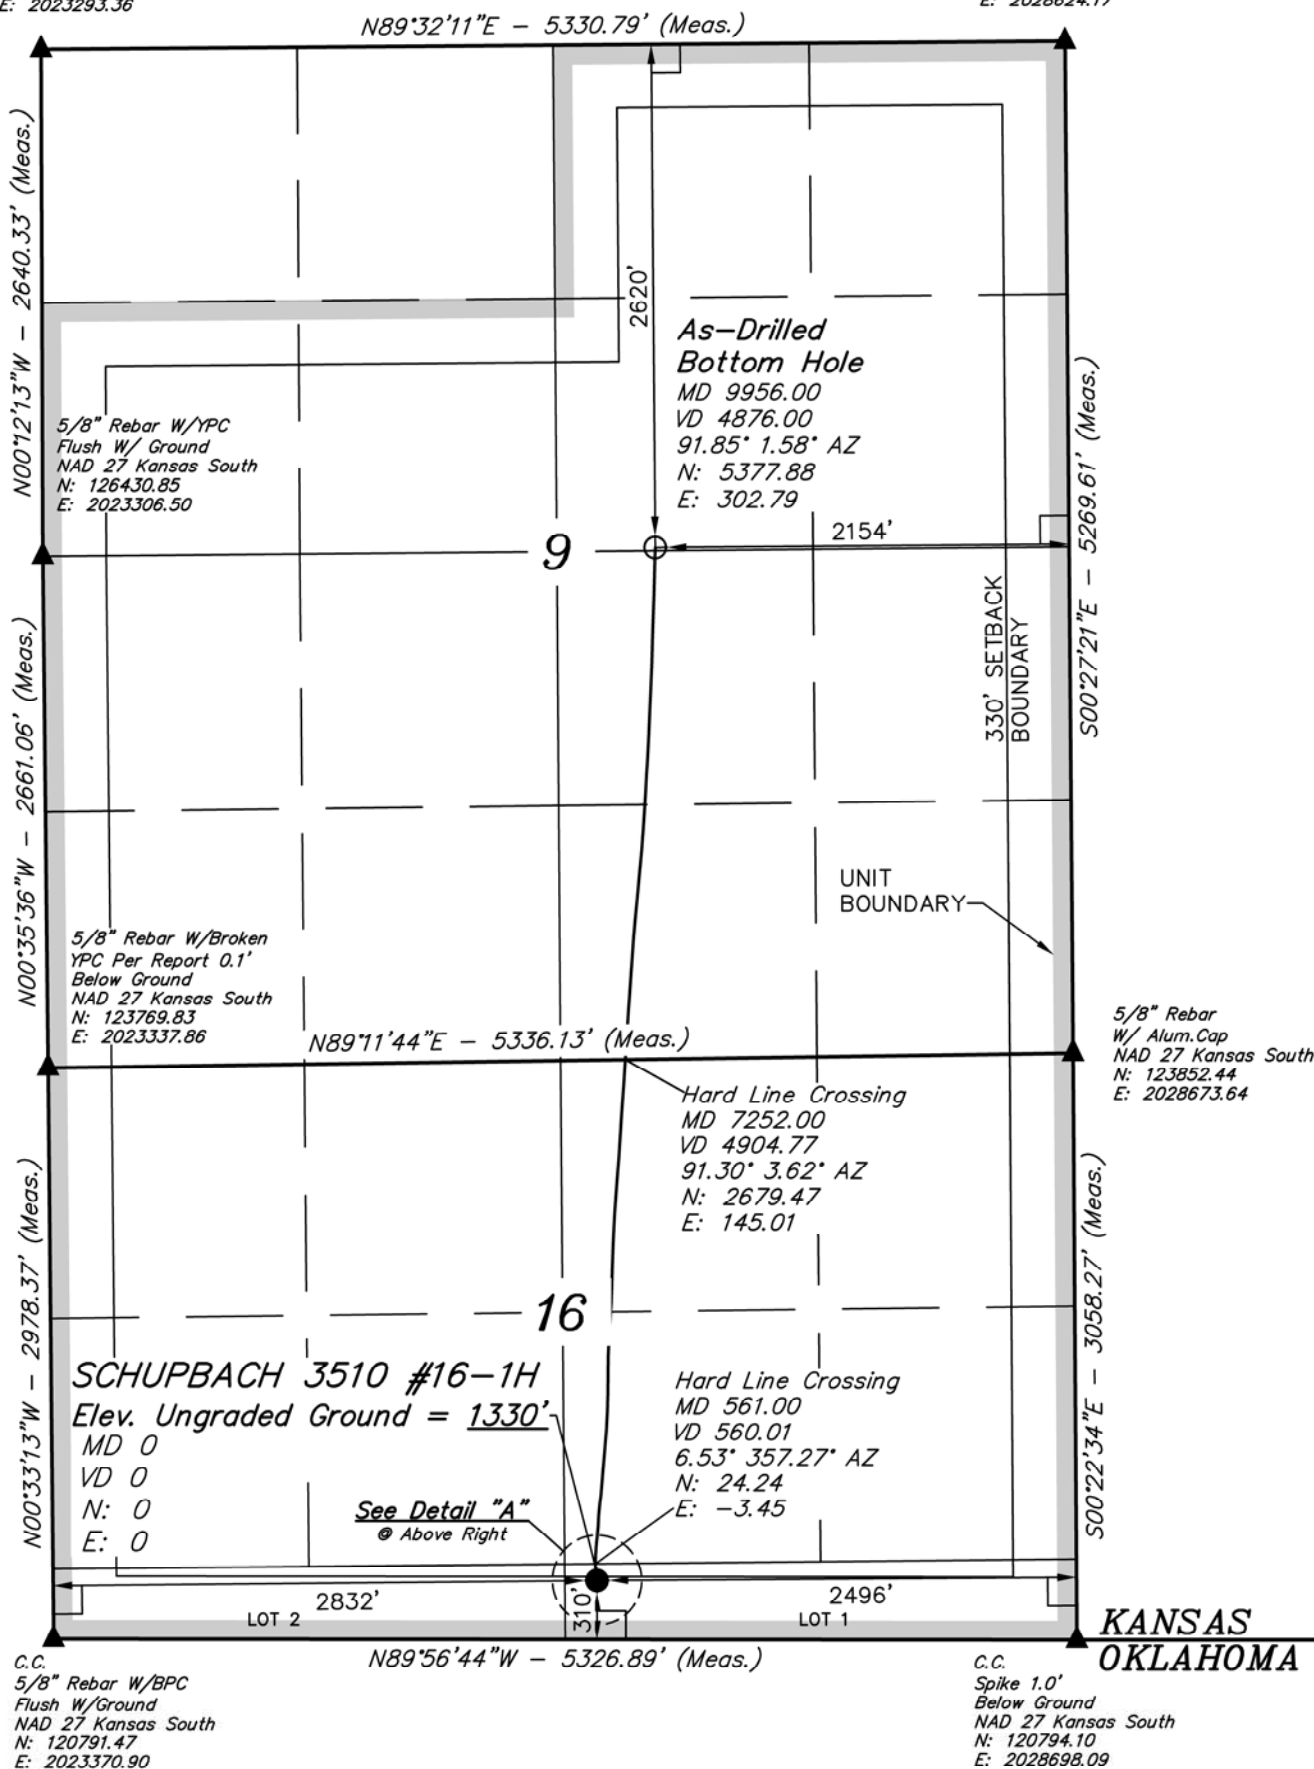 E: 2023293.36
E: 2028624.17
N89°32'11"E – 5330.79' (Meas.)
N00°12'13"W – 2640.33' (Meas.)
2620'
As–Drilled
Bottom Hole
MD 9956.00
VD 4876.00
91.85° 1.58° AZ
N: 5377.88
E: 302.79
5/8" Rebar W/YPC
Flush W/ Ground
NAD 27 Kansas South
N: 126430.85
E: 2023306.50
S00°27'21"E – 5269.61' (Meas.)
9
2154'
330' SETBACK
BOUNDARY
N00°35'36"W – 2661.06' (Meas.)
UNIT
BOUNDARY
5/8" Rebar W/Broken
YPC Per Report 0.1'
Below Ground
NAD 27 Kansas South
N: 123769.83
E: 2023337.86
N89°11'44"E – 5336.13' (Meas.)
5/8" Rebar
W/ Alum.Cap
NAD 27 Kansas South
N: 123852.44
E: 2028673.64
Hard Line Crossing
MD 7252.00
VD 4904.77
91.30° 3.62° AZ
N: 2679.47
E: 145.01
N00°33'13"W – 2978.37' (Meas.)
S00°22'34"E – 3058.27' (Meas.)
16
SCHUPBACH 3510 #16–1H
Elev. Ungraded Ground = 1330'
MD 0
VD 0
N: 0
E: 0
Hard Line Crossing
MD 561.00
VD 560.01
6.53° 357.27° AZ
N: 24.24
E: –3.45
See Detail "A"
@ Above Right
2832'
310'
2496'
LOT 2
LOT 1
KANSAS
OKLAHOMA
N89°56'44"W – 5326.89' (Meas.)
C.C.
5/8" Rebar W/BPC
Flush W/Ground
NAD 27 Kansas South
N: 120791.47
E: 2023370.90
C.C.
Spike 1.0'
Below Ground
NAD 27 Kansas South
N: 120794.10
E: 2028698.09